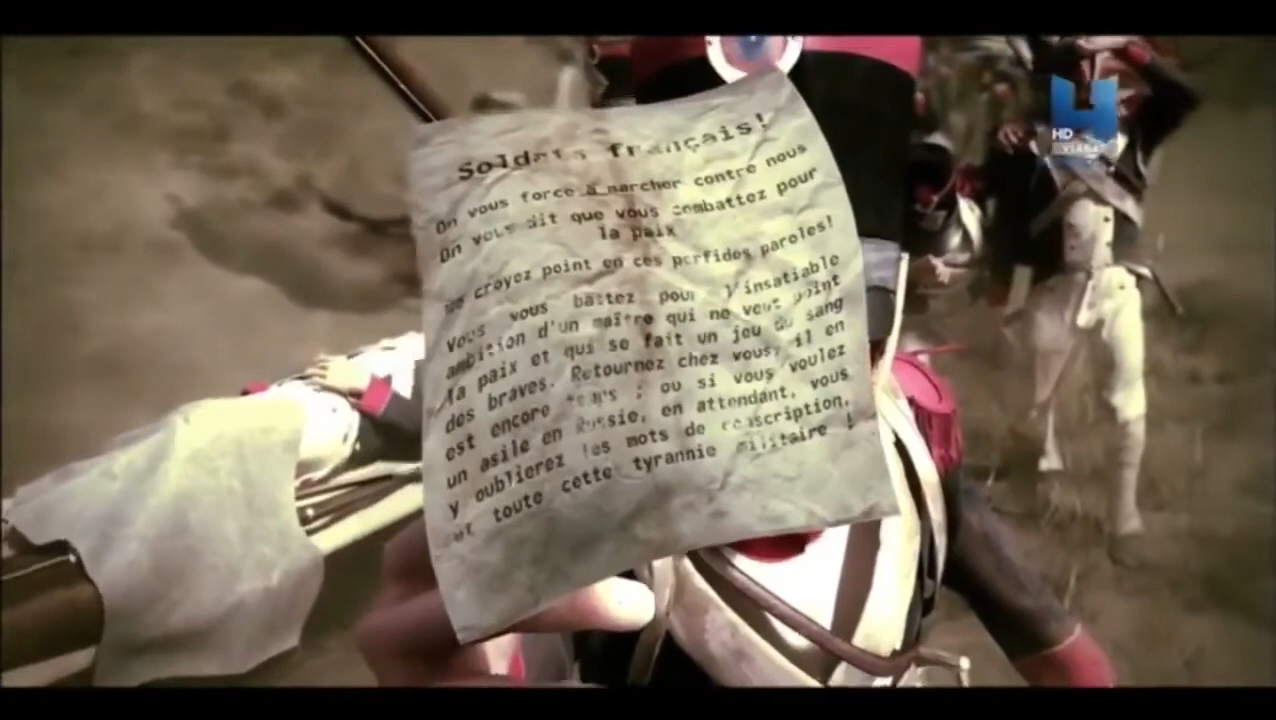 Soldats français!
On vous force à marcher contre nous
On vous dit que vous combattez pour
la paix
Ne croyez point en ces perfides paroles!
Vous vous battez pour l'insatiable
ambition d'un maître qui ne veut point
la paix et qui se fait un jeu du sang
des braves. Retournez chez vous, il en
est encore temps ; ou si vous voulez
un asile en Russie, en attendant, vous
y oublierez les mots de conscription,
et toute cette tyrannie militaire !
HD